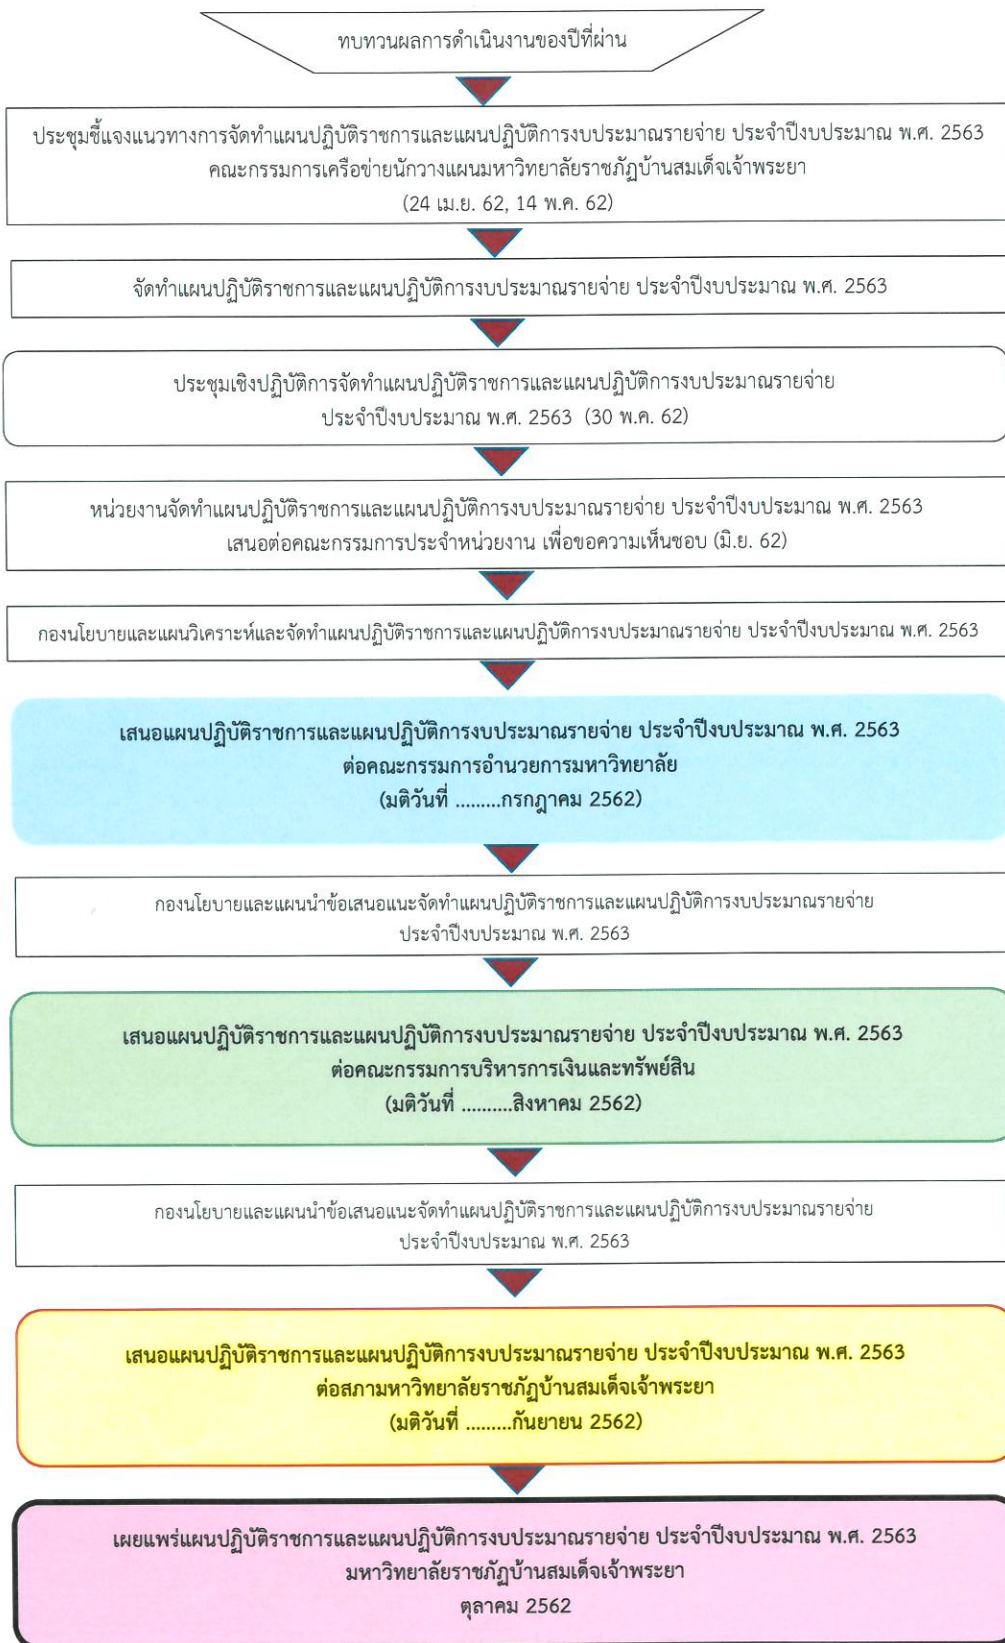 ทบทวนผลการดำเนินงานของปีที่ผ่าน
ประชุมชี้แจงแนวทางการจัดทำแผนปฏิบัติราชการและแผนปฏิบัติการงบประมาณรายจ่าย ประจำปีงบประมาณ พ.ศ. 2563
คณะกรรมการเครือข่ายนักวางแผนมหาวิทยาลัยราชภัฏบ้านสมเด็จเจ้าพระยา
(24 เม.ย. 62, 14 พ.ค. 62)
จัดทำแผนปฏิบัติราชการและแผนปฏิบัติการงบประมาณรายจ่าย ประจำปีงบประมาณ พ.ศ. 2563
ประชุมเชิงปฏิบัติการจัดทำแผนปฏิบัติราชการและแผนปฏิบัติการงบประมาณรายจ่าย
ประจำปีงบประมาณ พ.ศ. 2563 (30 พ.ค. 62)
หน่วยงานจัดทำแผนปฏิบัติราชการและแผนปฏิบัติการงบประมาณรายจ่าย ประจำปีงบประมาณ พ.ศ. 2563
เสนอต่อคณะกรรมการประจำหน่วยงาน เพื่อขอความเห็นชอบ (มิ.ย. 62)
กองนโยบายและแผนวิเคราะห์และจัดทำแผนปฏิบัติราชการและแผนปฏิบัติการงบประมาณรายจ่าย ประจำปีงบประมาณ พ.ศ. 2563
เสนอแผนปฏิบัติราชการและแผนปฏิบัติการงบประมาณรายจ่าย ประจำปีงบประมาณ พ.ศ. 2563
ต่อคณะกรรมการอำนวยการมหาวิทยาลัย
(มติวันที่ .........กรกฎาคม 2562)
กองนโยบายและแผนนำข้อเสนอแนะจัดทำแผนปฏิบัติราชการและแผนปฏิบัติการงบประมาณรายจ่าย
ประจำปีงบประมาณ พ.ศ. 2563
เสนอแผนปฏิบัติราชการและแผนปฏิบัติการงบประมาณรายจ่าย ประจำปีงบประมาณ พ.ศ. 2563
ต่อคณะกรรมการบริหารการเงินและทรัพย์สิน
(มติวันที่ ..........สิงหาคม 2562)
กองนโยบายและแผนนำข้อเสนอแนะจัดทำแผนปฏิบัติราชการและแผนปฏิบัติการงบประมาณรายจ่าย
ประจำปีงบประมาณ พ.ศ. 2563
เสนอแผนปฏิบัติราชการและแผนปฏิบัติการงบประมาณรายจ่าย ประจำปีงบประมาณ พ.ศ. 2563
ต่อสภามหาวิทยาลัยราชภัฏบ้านสมเด็จเจ้าพระยา
(มติวันที่ .........กันยายน 2562)
เผยแพร่แผนปฏิบัติราชการและแผนปฏิบัติการงบประมาณรายจ่าย ประจำปีงบประมาณ พ.ศ. 2563
มหาวิทยาลัยราชภัฏบ้านสมเด็จเจ้าพระยา
ตุลาคม 2562